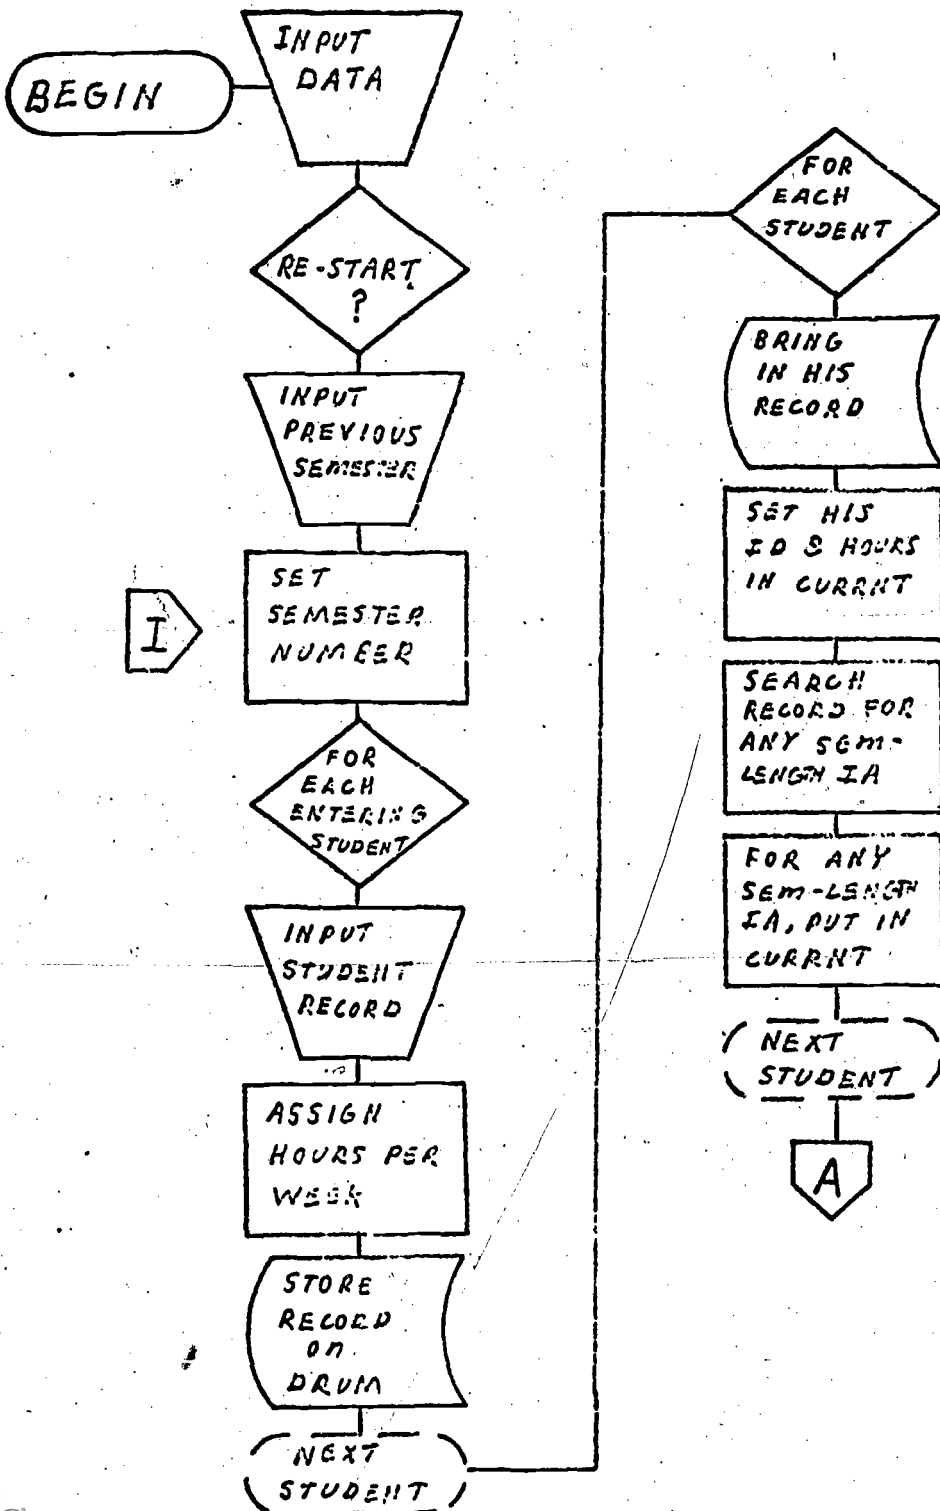 BEGIN
INPUT
DATA
RE-START
?
INPUT
PREVIOUS
SEMESTER
I
SET
SEMESTER
NUMBER
FOR
EACH
ENTERING
STUDENT
INPUT
STUDENT
RECORD
ASSIGN
HOURS PER
WEEK
STORE
RECORD
on
DRUM
NEXT
STUDENT
FOR
EACH
STUDENT
BRING
IN HIS
RECORD
SET HIS
ID & HOURS
IN CURRNT
SEARCH
RECORD FOR
ANY SEM-
LENGTH IA
FOR ANY
SEM-LENGTH
IA, PUT IN
CURRNT
NEXT
STUDENT
A